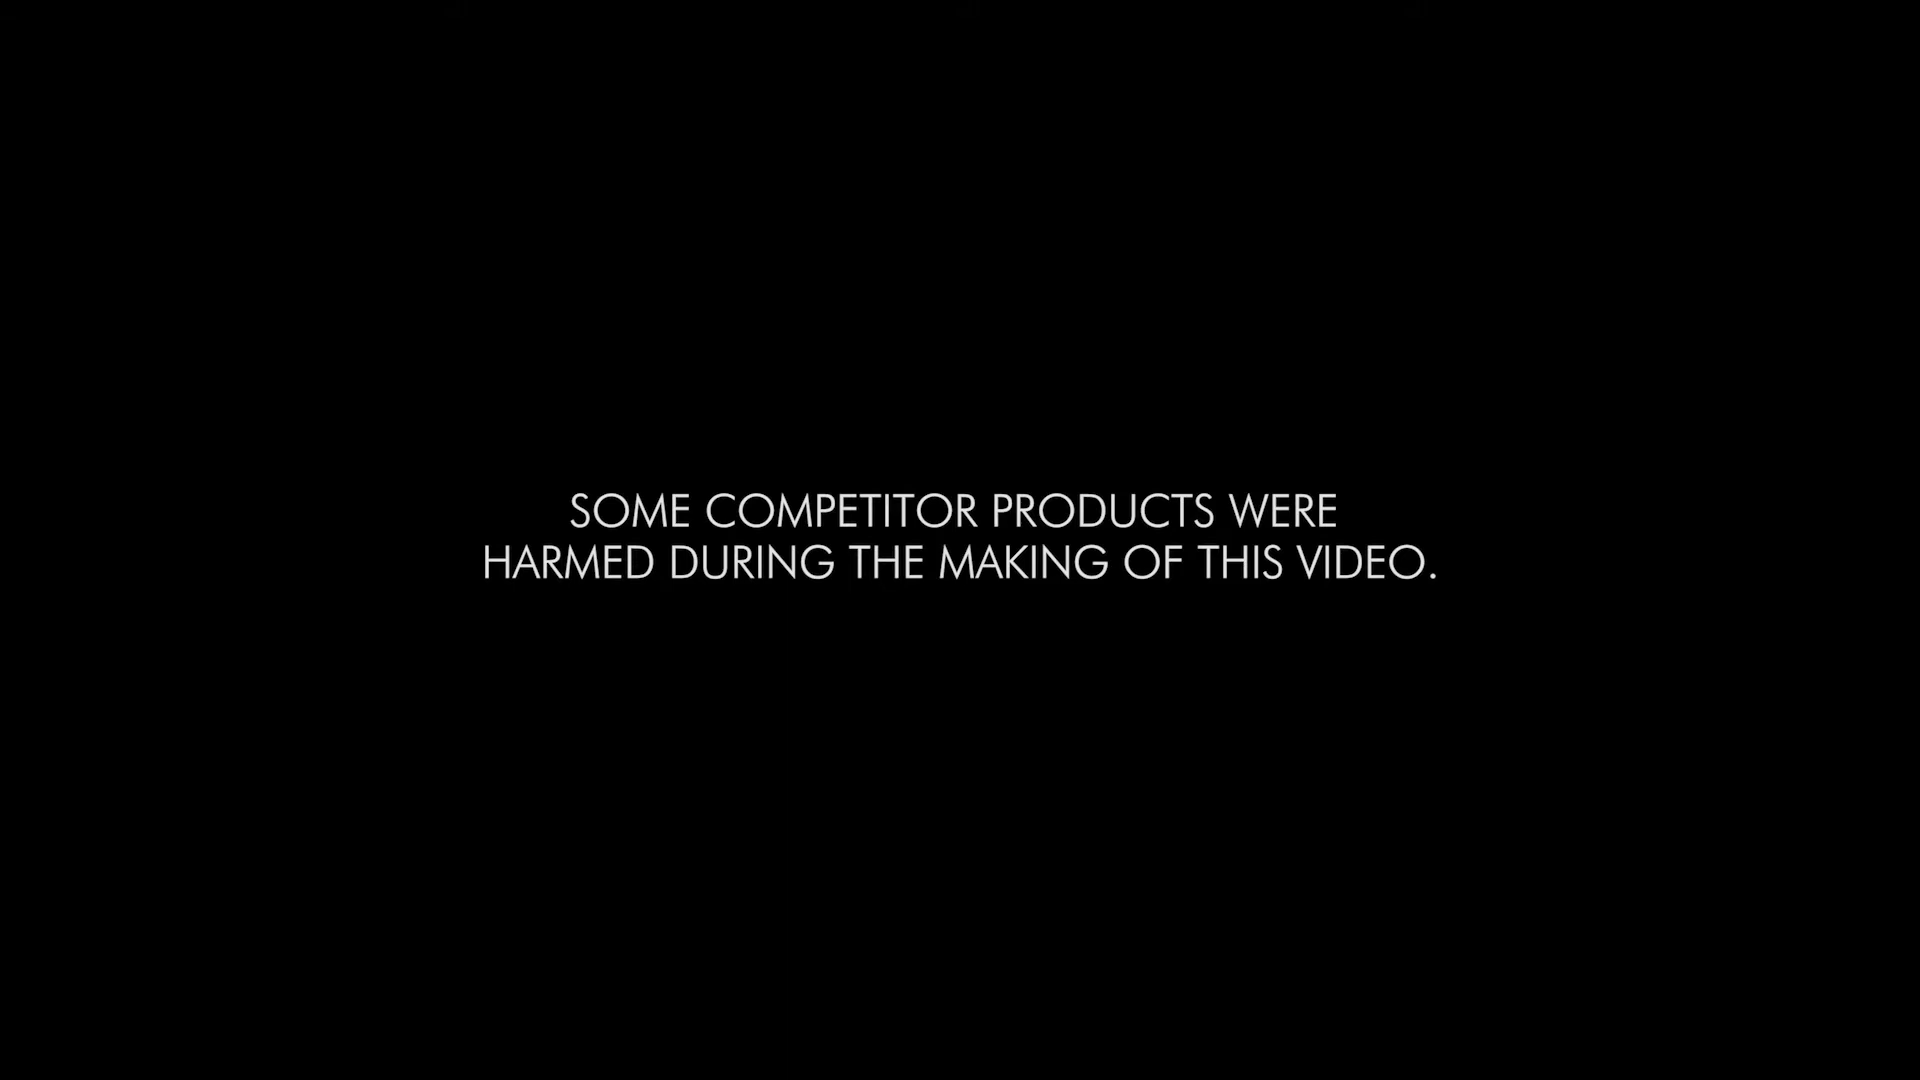 SOME COMPETITOR PRODUCTS WERE
HARMED DURING THE MAKING OF THIS VIDEO.